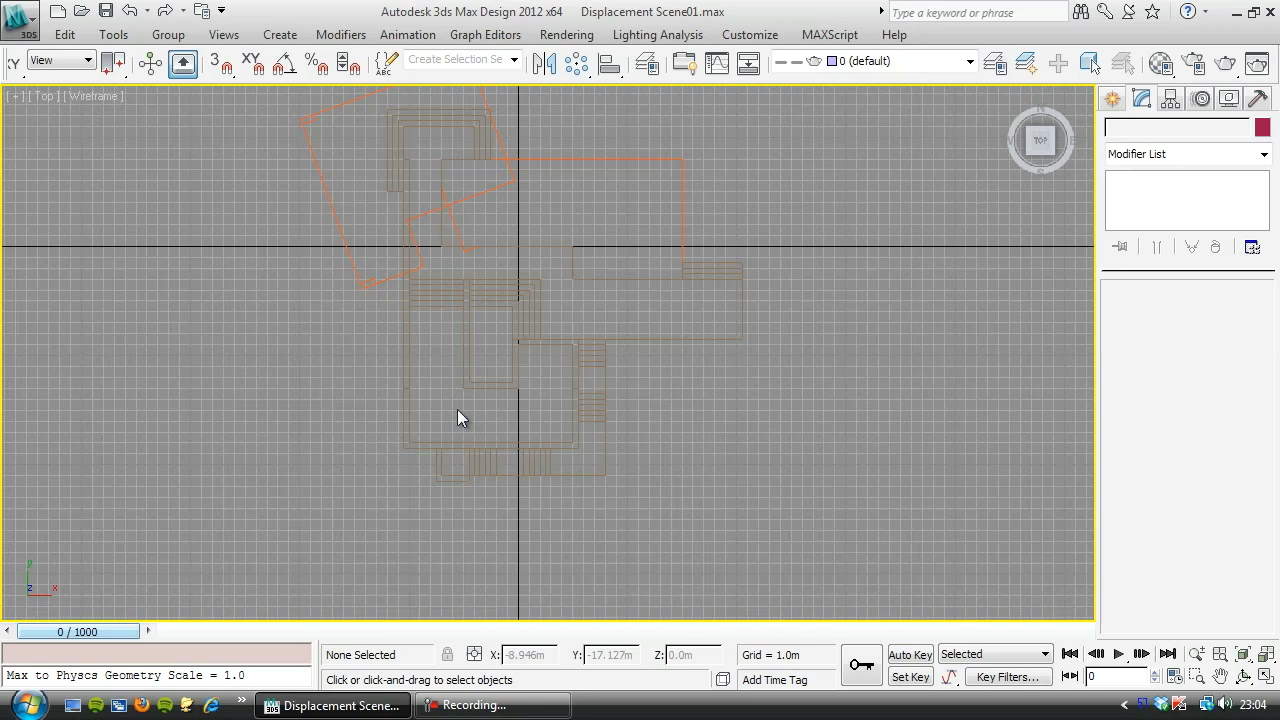 Autodesk 3ds Max Design 2012 x64 Displacement Scene01.max
Type a keyword or phrase
3DS
Edit Tools Group Views Create Modifiers Animation Graph Editors Rendering Lighting Analysis Customize MAXScript Help
XY View 3 XY % Create Selection Se 0 (default)
[ + ] [ Top ] [ Wireframe ]
N
TOP
S
Modifier List
y
z x
0 / 1000
None Selected X: -8.946m Y: -17.127m Z: 0.0m Grid = 1.0m Auto Key Selected
Max to Physcs Geometry Scale = 1.0 Click or click-and-drag to select objects Add Time Tag Set Key Key Filters... 0
Displacement Scene... Recording... 23:04